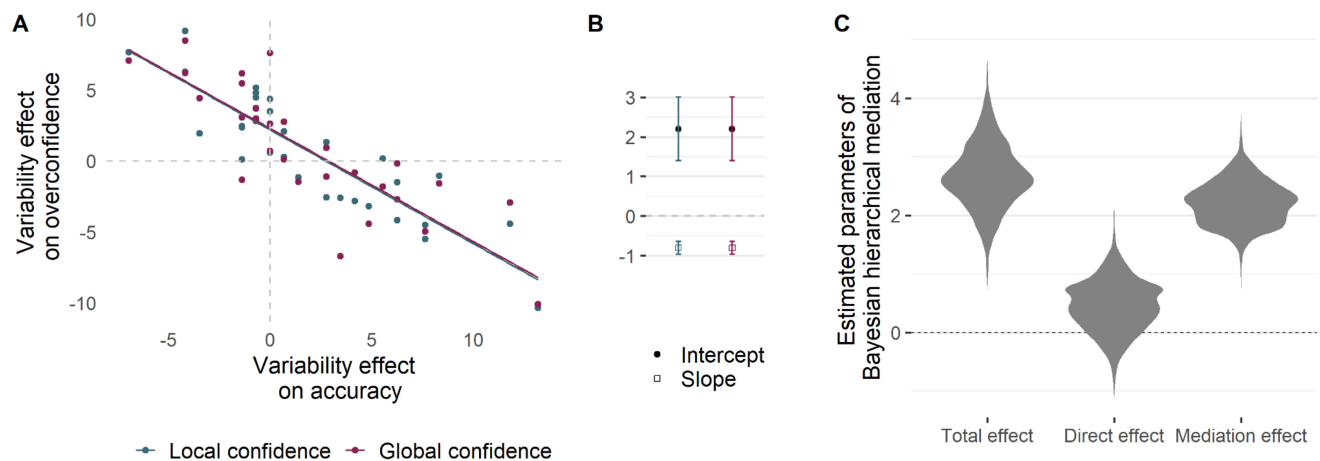 A
Variability effect
on overconfidence
10
5
0
-5
-10
-5
0
5
10
Variability effect
on accuracy
Local confidence
Global confidence
B
3
2
1
0
-1
Intercept
Slope
C
Estimated parameters of
Bayesian hierarchical mediation
4
2
0
Total effect
Direct effect
Mediation effect